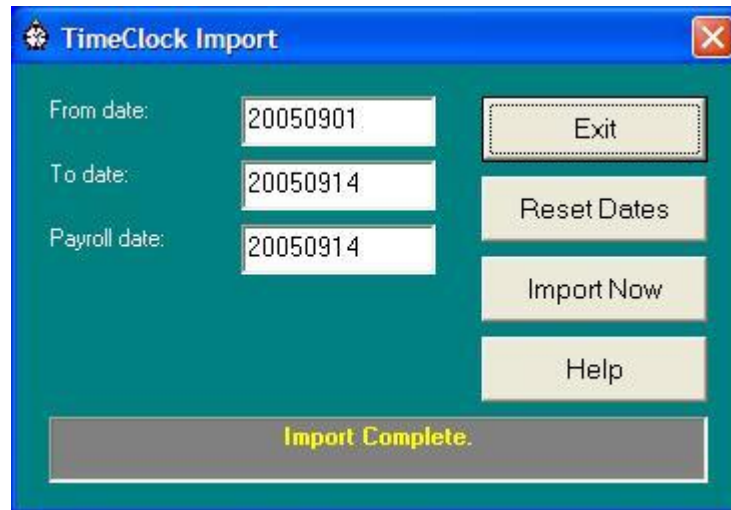 TimeClock Import
From date:
20050901
Exit
To date:
20050914
Reset Dates
Payroll date:
20050914
Import Now
Help
Import Complete.